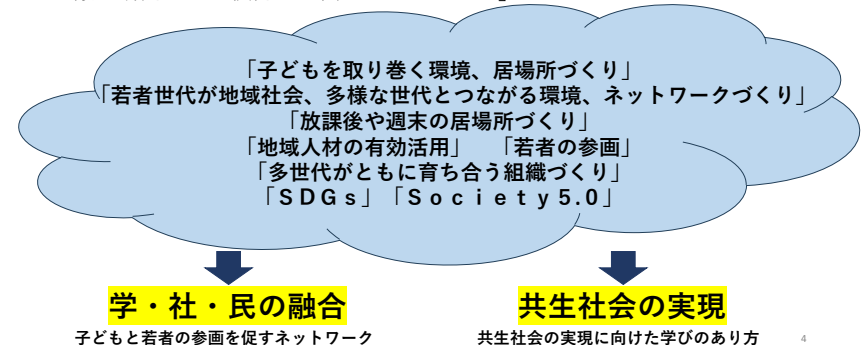 「子どもを取り巻く環境、居場所づくり」
「若者世代が地域社会、多様な世代とつながる環境、ネットワークづくり」
「放課後や週末の居場所づくり」
「地域人材の有効活用」　「若者の参画」
「多世代がともに育ち合う組織づくり」
「ＳＤＧｓ」「Ｓｏｃｉｅｔｙ５.０」
学・社・民の融合
共生社会の実現
子どもと若者の参画を促すネットワーク
共生社会の実現に向けた学びのあり方
4